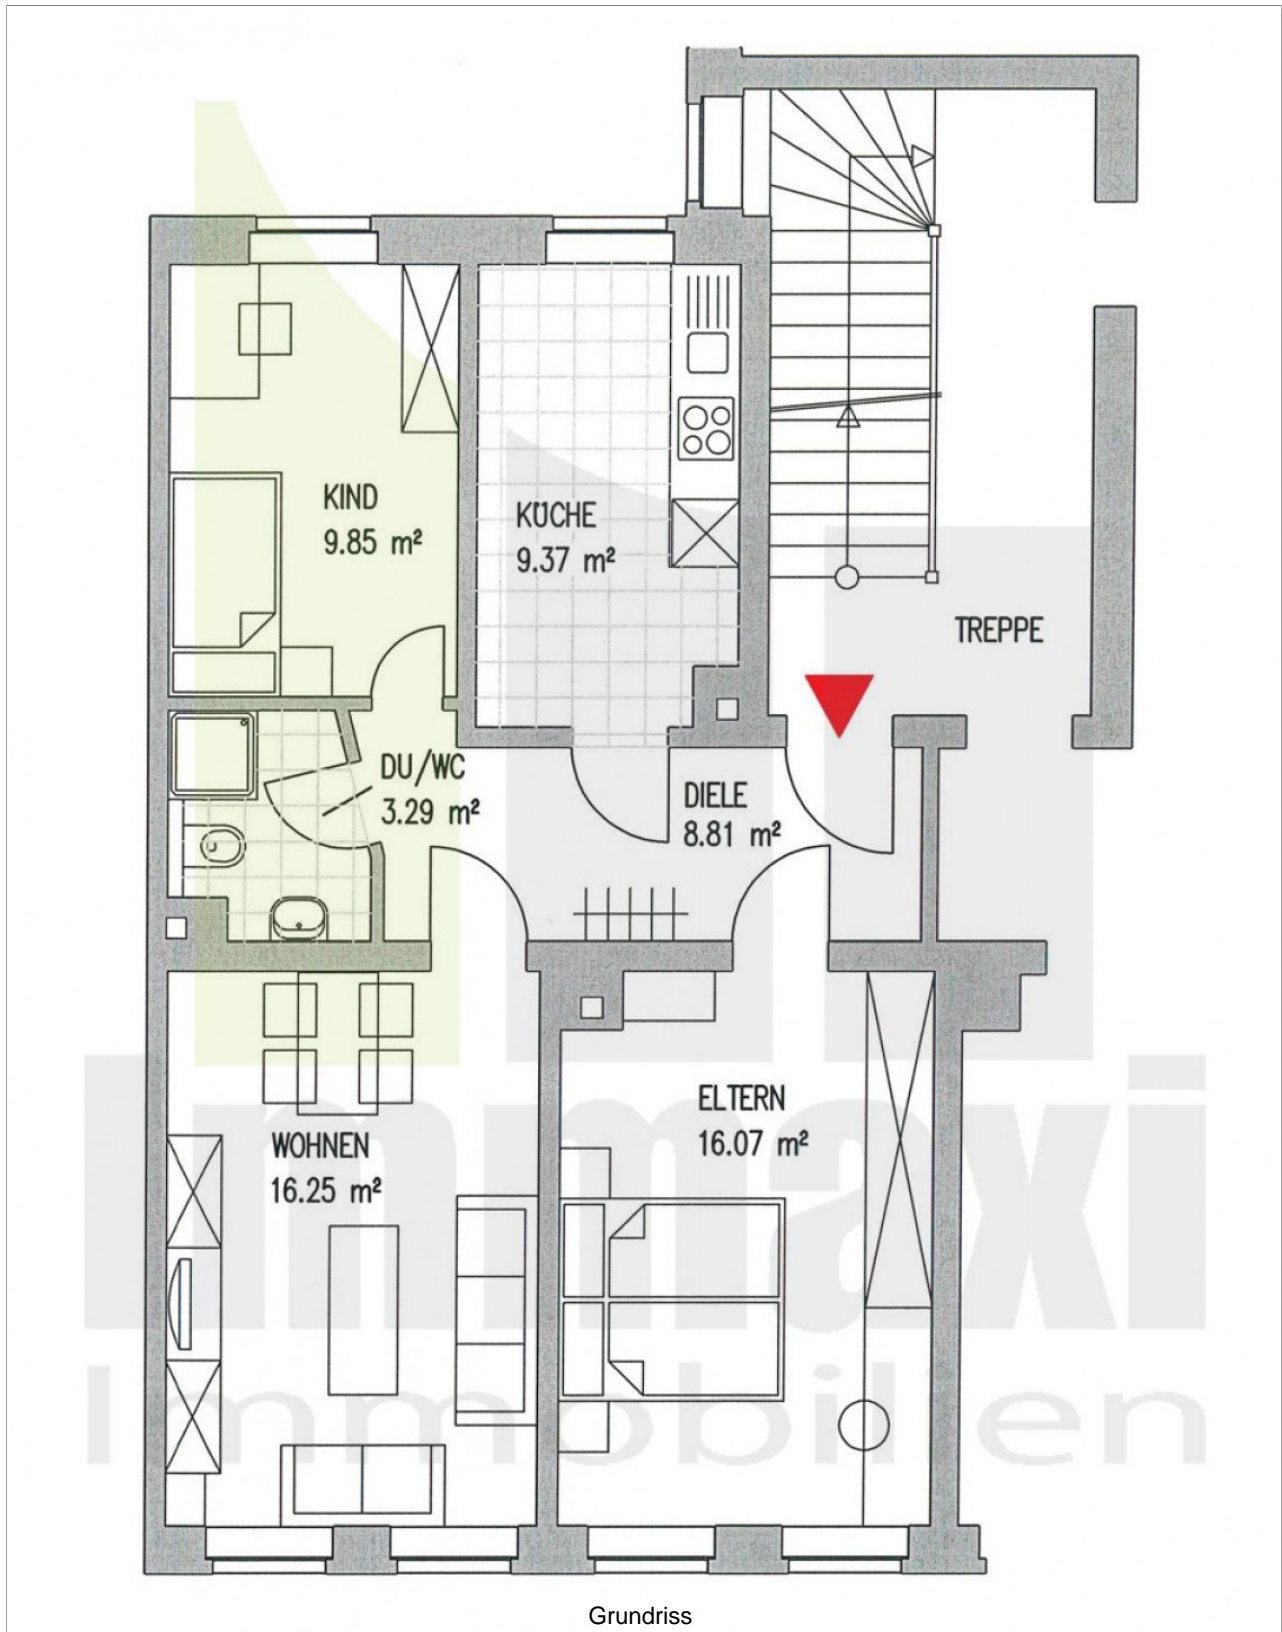 KIND
9.85 m²
KÜCHE
9.37 m²
TREPPE
DU/WC
3.29 m²
DIELE
8.81 m²
ELTERN
16.07 m²
WOHNEN
16.25 m²
Immaxi
Immobilien
Grundriss